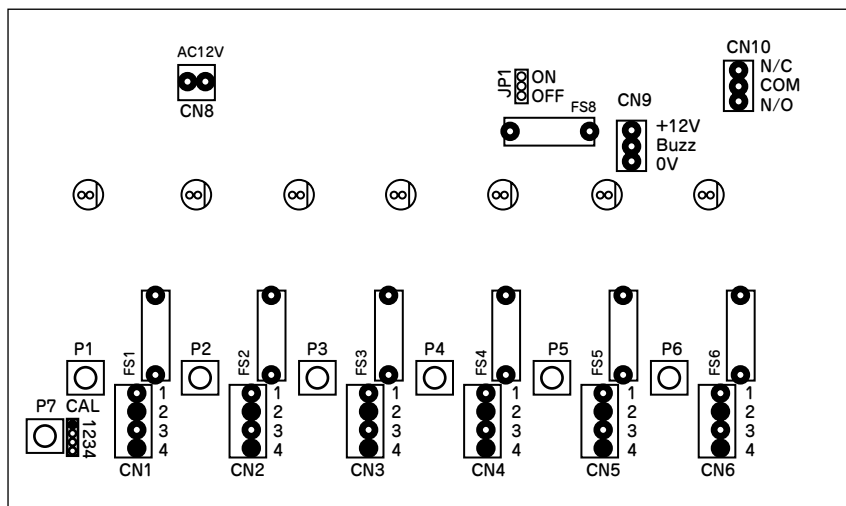 AC12V
CN8
JP1
ON
OFF
FS8
CN9
+12V
Buzz
0V
CN10
N/C
COM
N/O
P1
FS1
P2
FS2
P3
FS3
P4
FS4
P5
FS5
P6
FS6
P7
CAL
1234
1
2
3
4
CN1
1
2
3
4
CN2
1
2
3
4
CN3
1
2
3
4
CN4
1
2
3
4
CN5
1
2
3
4
CN6